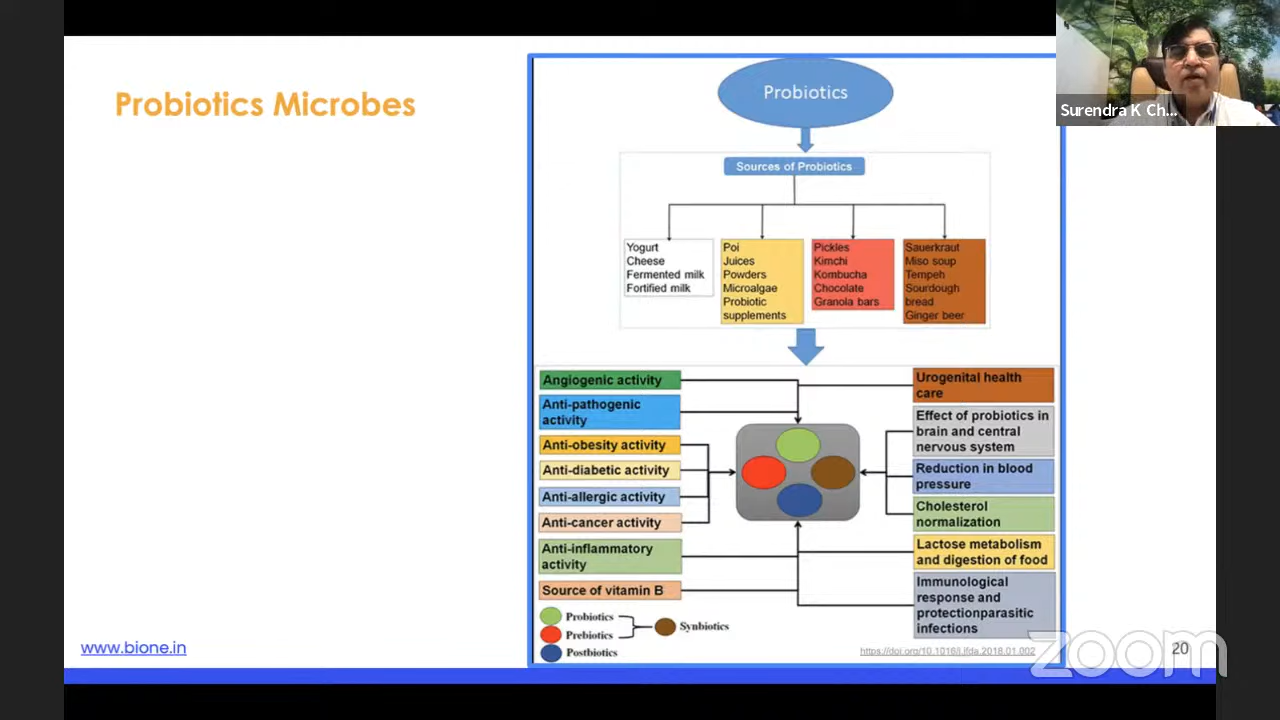 Probiotics Microbes
Probiotics
Sources of Probiotics
Yogurt
Cheese
Fermented milk
Fortified milk
Poi
Juices
Powders
Microalgae
Probiotic
supplements
Pickles
Kimchi
Kombucha
Chocolate
Granola bars
Sauerkraut
Miso soup
Tempeh
Sourdough
bread
Ginger beer
Angiogenic activity
Anti-pathogenic
activity
Anti-obesity activity
Anti-diabetic activity
Anti-allergic activity
Anti-cancer activity
Anti-inflammatory
activity
Source of vitamin B
Urogenital health
care
Effect of probiotics in
brain and central
nervous system
Reduction in blood
pressure
Cholesterol
normalization
Lactose metabolism
and digestion of food
Immunological
response and
protectionparasitic
infections
Probiotics
Prebiotics
Synbiotics
Postbiotics
https://doi.org/10.1016/j.jfda.2018.01.002
www.bione.in
20
zoom
Surendra K Ch...